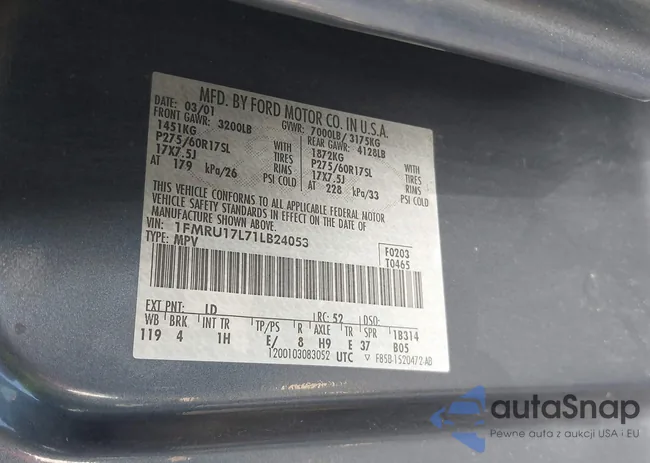 MFD. BY FORD MOTOR CO. IN U.S.A.
DATE: 03/01 GVWR: 7000LB/ 3175KG
FRONT GAWR: 3200LB REAR GAWR: 4128LB
1451KG WITH 1872KG WITH
P275/60R17SL TIRES P275/60R17SL TIRES
17X7.5J RIMS 17X7.5J RIMS
AT 179 kPa/26 PSI COLD AT 228 kPa/33 PSI COLD
THIS VEHICLE CONFORMS TO ALL APPLICABLE FEDERAL MOTOR
VEHICLE SAFETY STANDARDS IN EFFECT ON THE DATE OF
MANUFACTURE SHOWN ABOVE.
VIN: 1FMRU17L71LB24053
TYPE: MPV
F0203
T0465
EXT PNT: LD RC: 52 DSO:
WB BRK INT TR TP/PS R AXLE TR SPR 1B314
119 4 1H E/ 8 H9 E 37 B05
1200103083052 UTC ▽ F85B-1520472-AB
autaSnap
Pewne auta z aukcji USA i EU